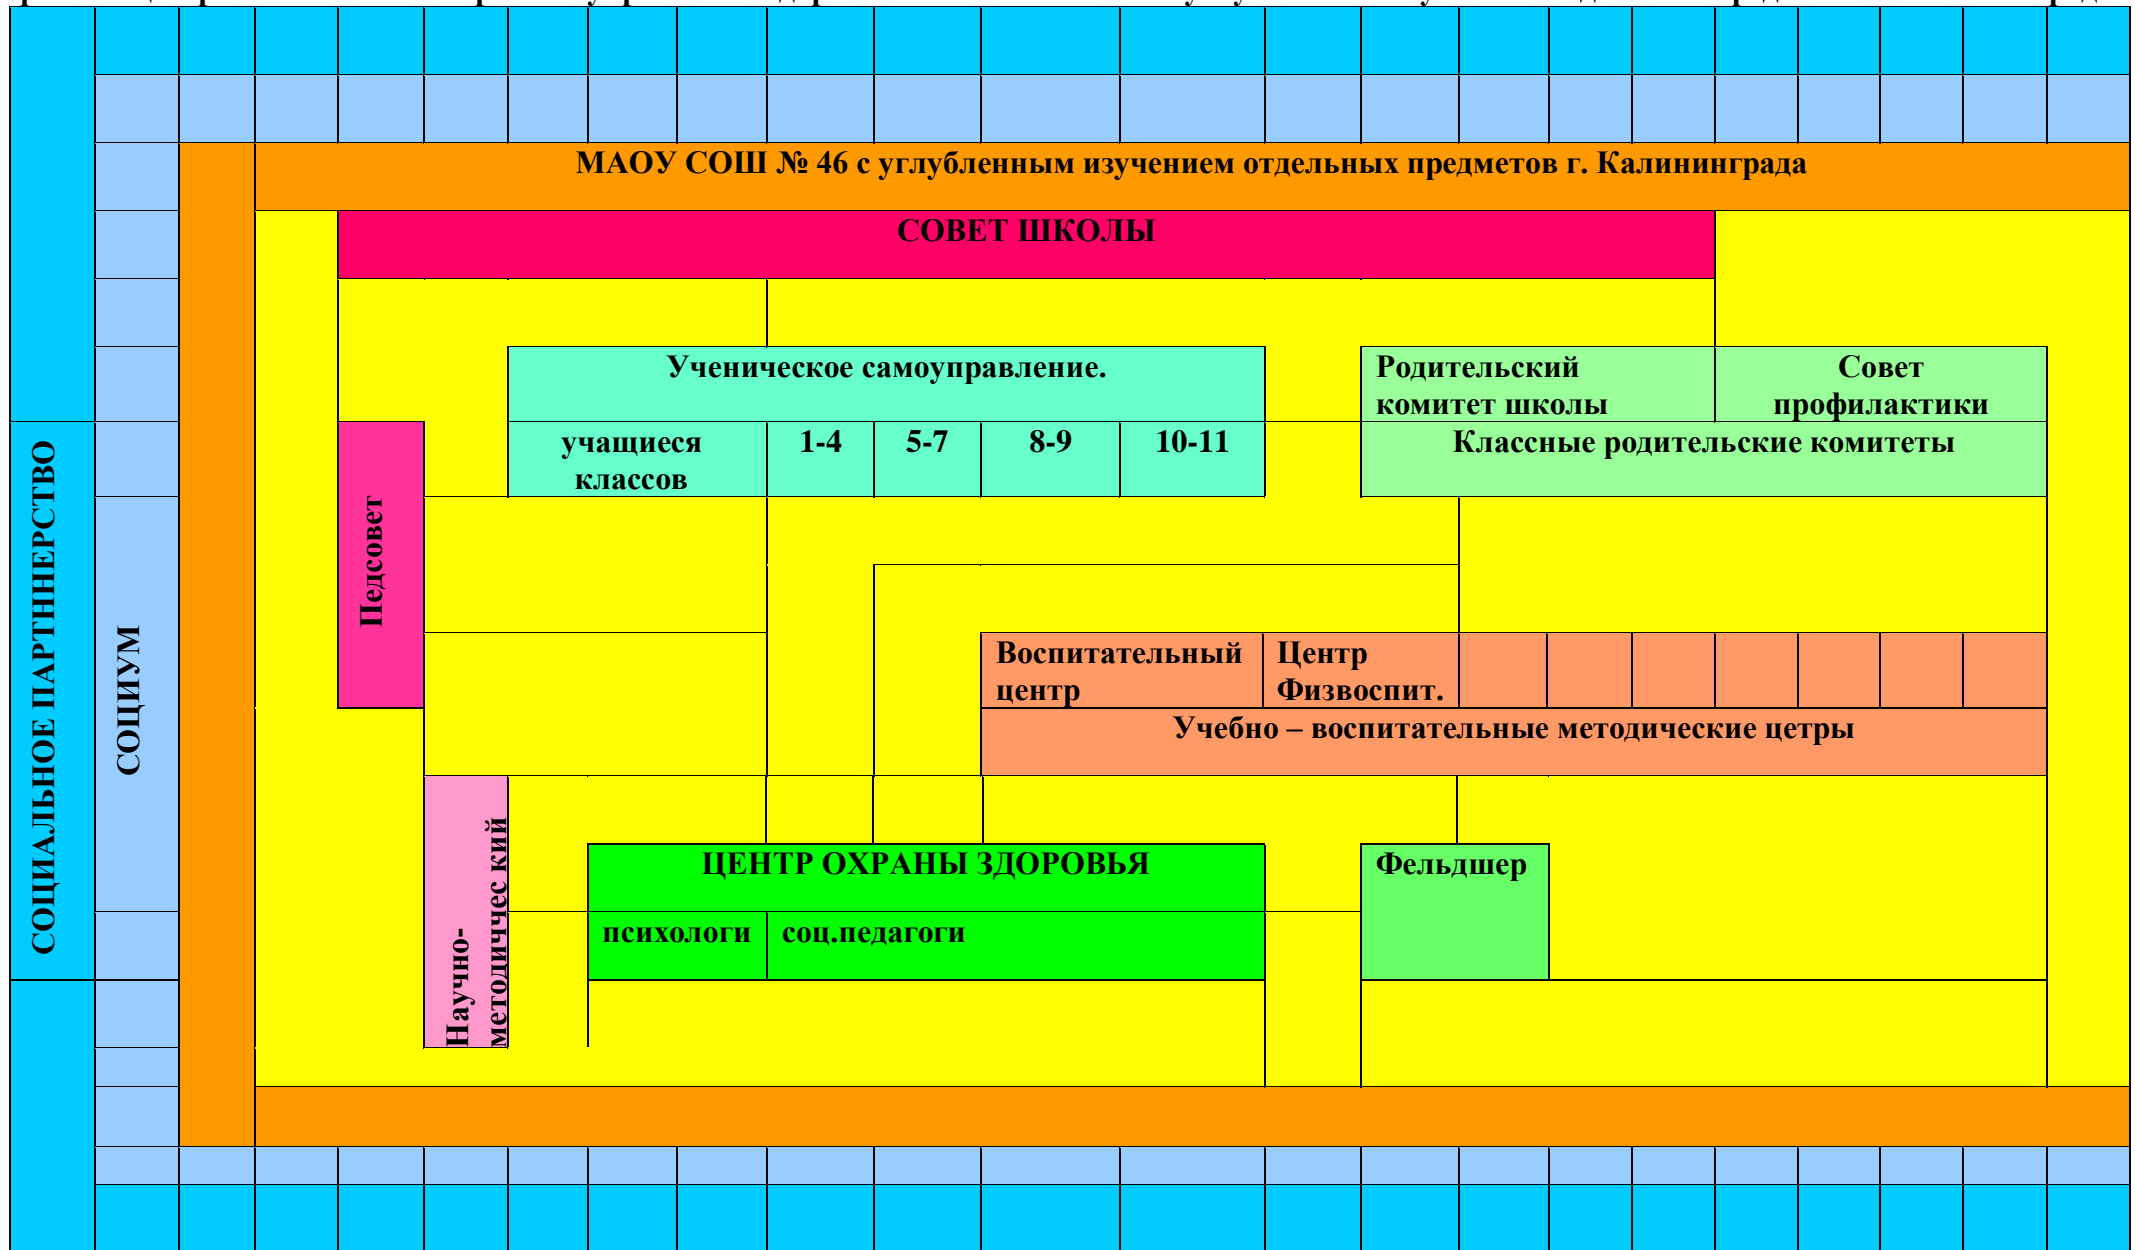 МАОУ СОШ № 46 с углубленным изучением отдельных предметов г. Калининграда
СОВЕТ ШКОЛЫ
Ученическое самоуправление.
Родительский
комитет школы
Совет
профилактики
СОЦИАЛЬНОЕ ПАРТННЕРСТВО
СОЦИУМ
Педсовет
учащиеся
классов
1-4
5-7
8-9
10-11
Классные родительские комитеты
Воспитательный
центр
Центр
Физвоспит.
Учебно – воспитательные методические цетры
Научно-
методиччес кий
ЦЕНТР ОХРАНЫ ЗДОРОВЬЯ
Фельдшер
психологи
соц.педагоги